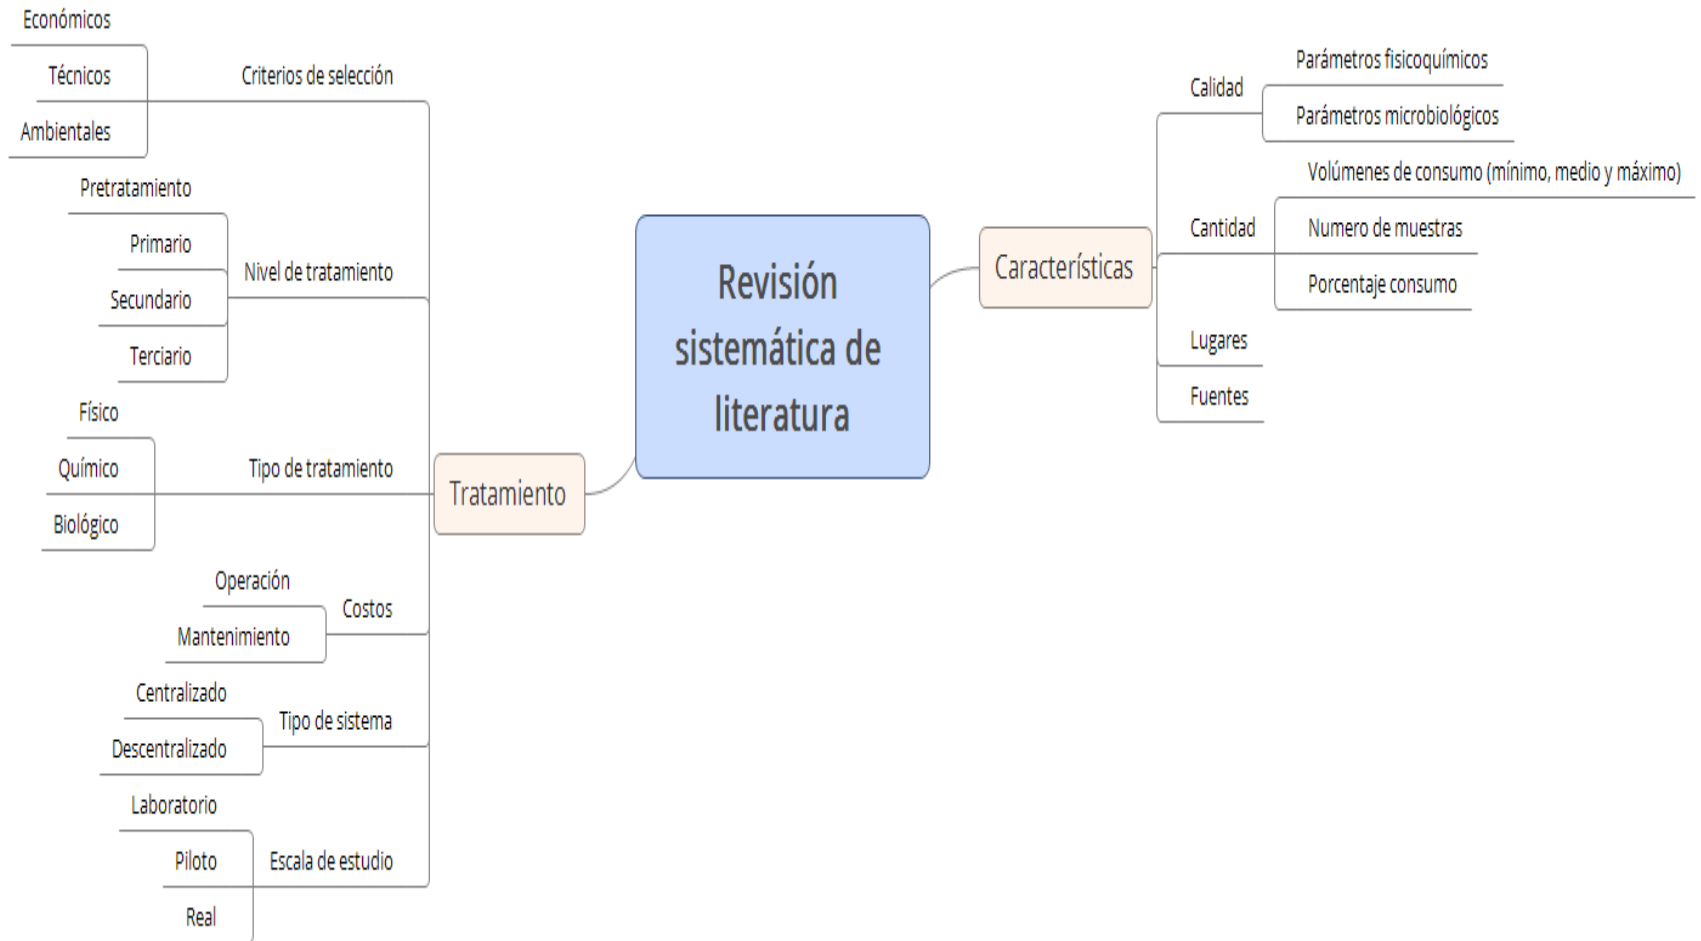 Económicos
Técnicos
Ambientales
Criterios de selección
Pretratamiento
Primario
Secundario
Terciario
Nivel de tratamiento
Físico
Químico
Biológico
Tipo de tratamiento
Operación
Mantenimiento
Costos
Centralizado
Descentralizado
Tipo de sistema
Laboratorio
Piloto
Real
Escala de estudio
Tratamiento
Revisión
sistemática de
literatura
Características
Calidad
Parámetros fisicoquímicos
Parámetros microbiológicos
Cantidad
Volúmenes de consumo (mínimo, medio y máximo)
Numero de muestras
Porcentaje consumo
Lugares
Fuentes